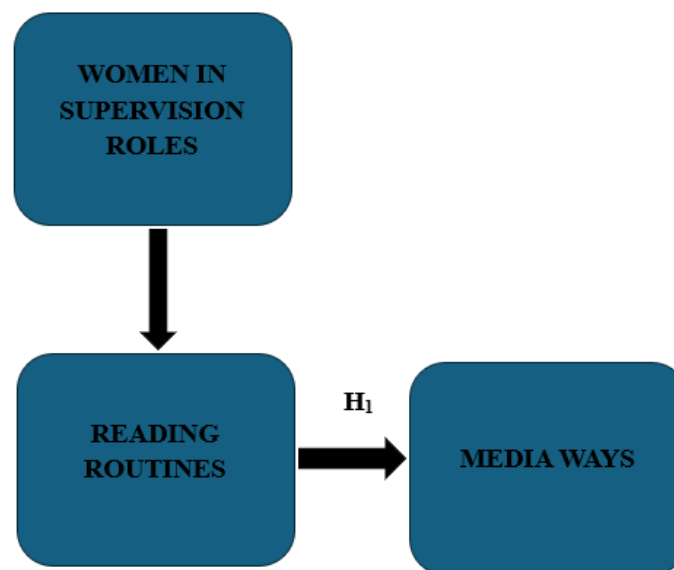 WOMEN IN
SUPERVISION
ROLES
H₁
READING
ROUTINES
MEDIA WAYS